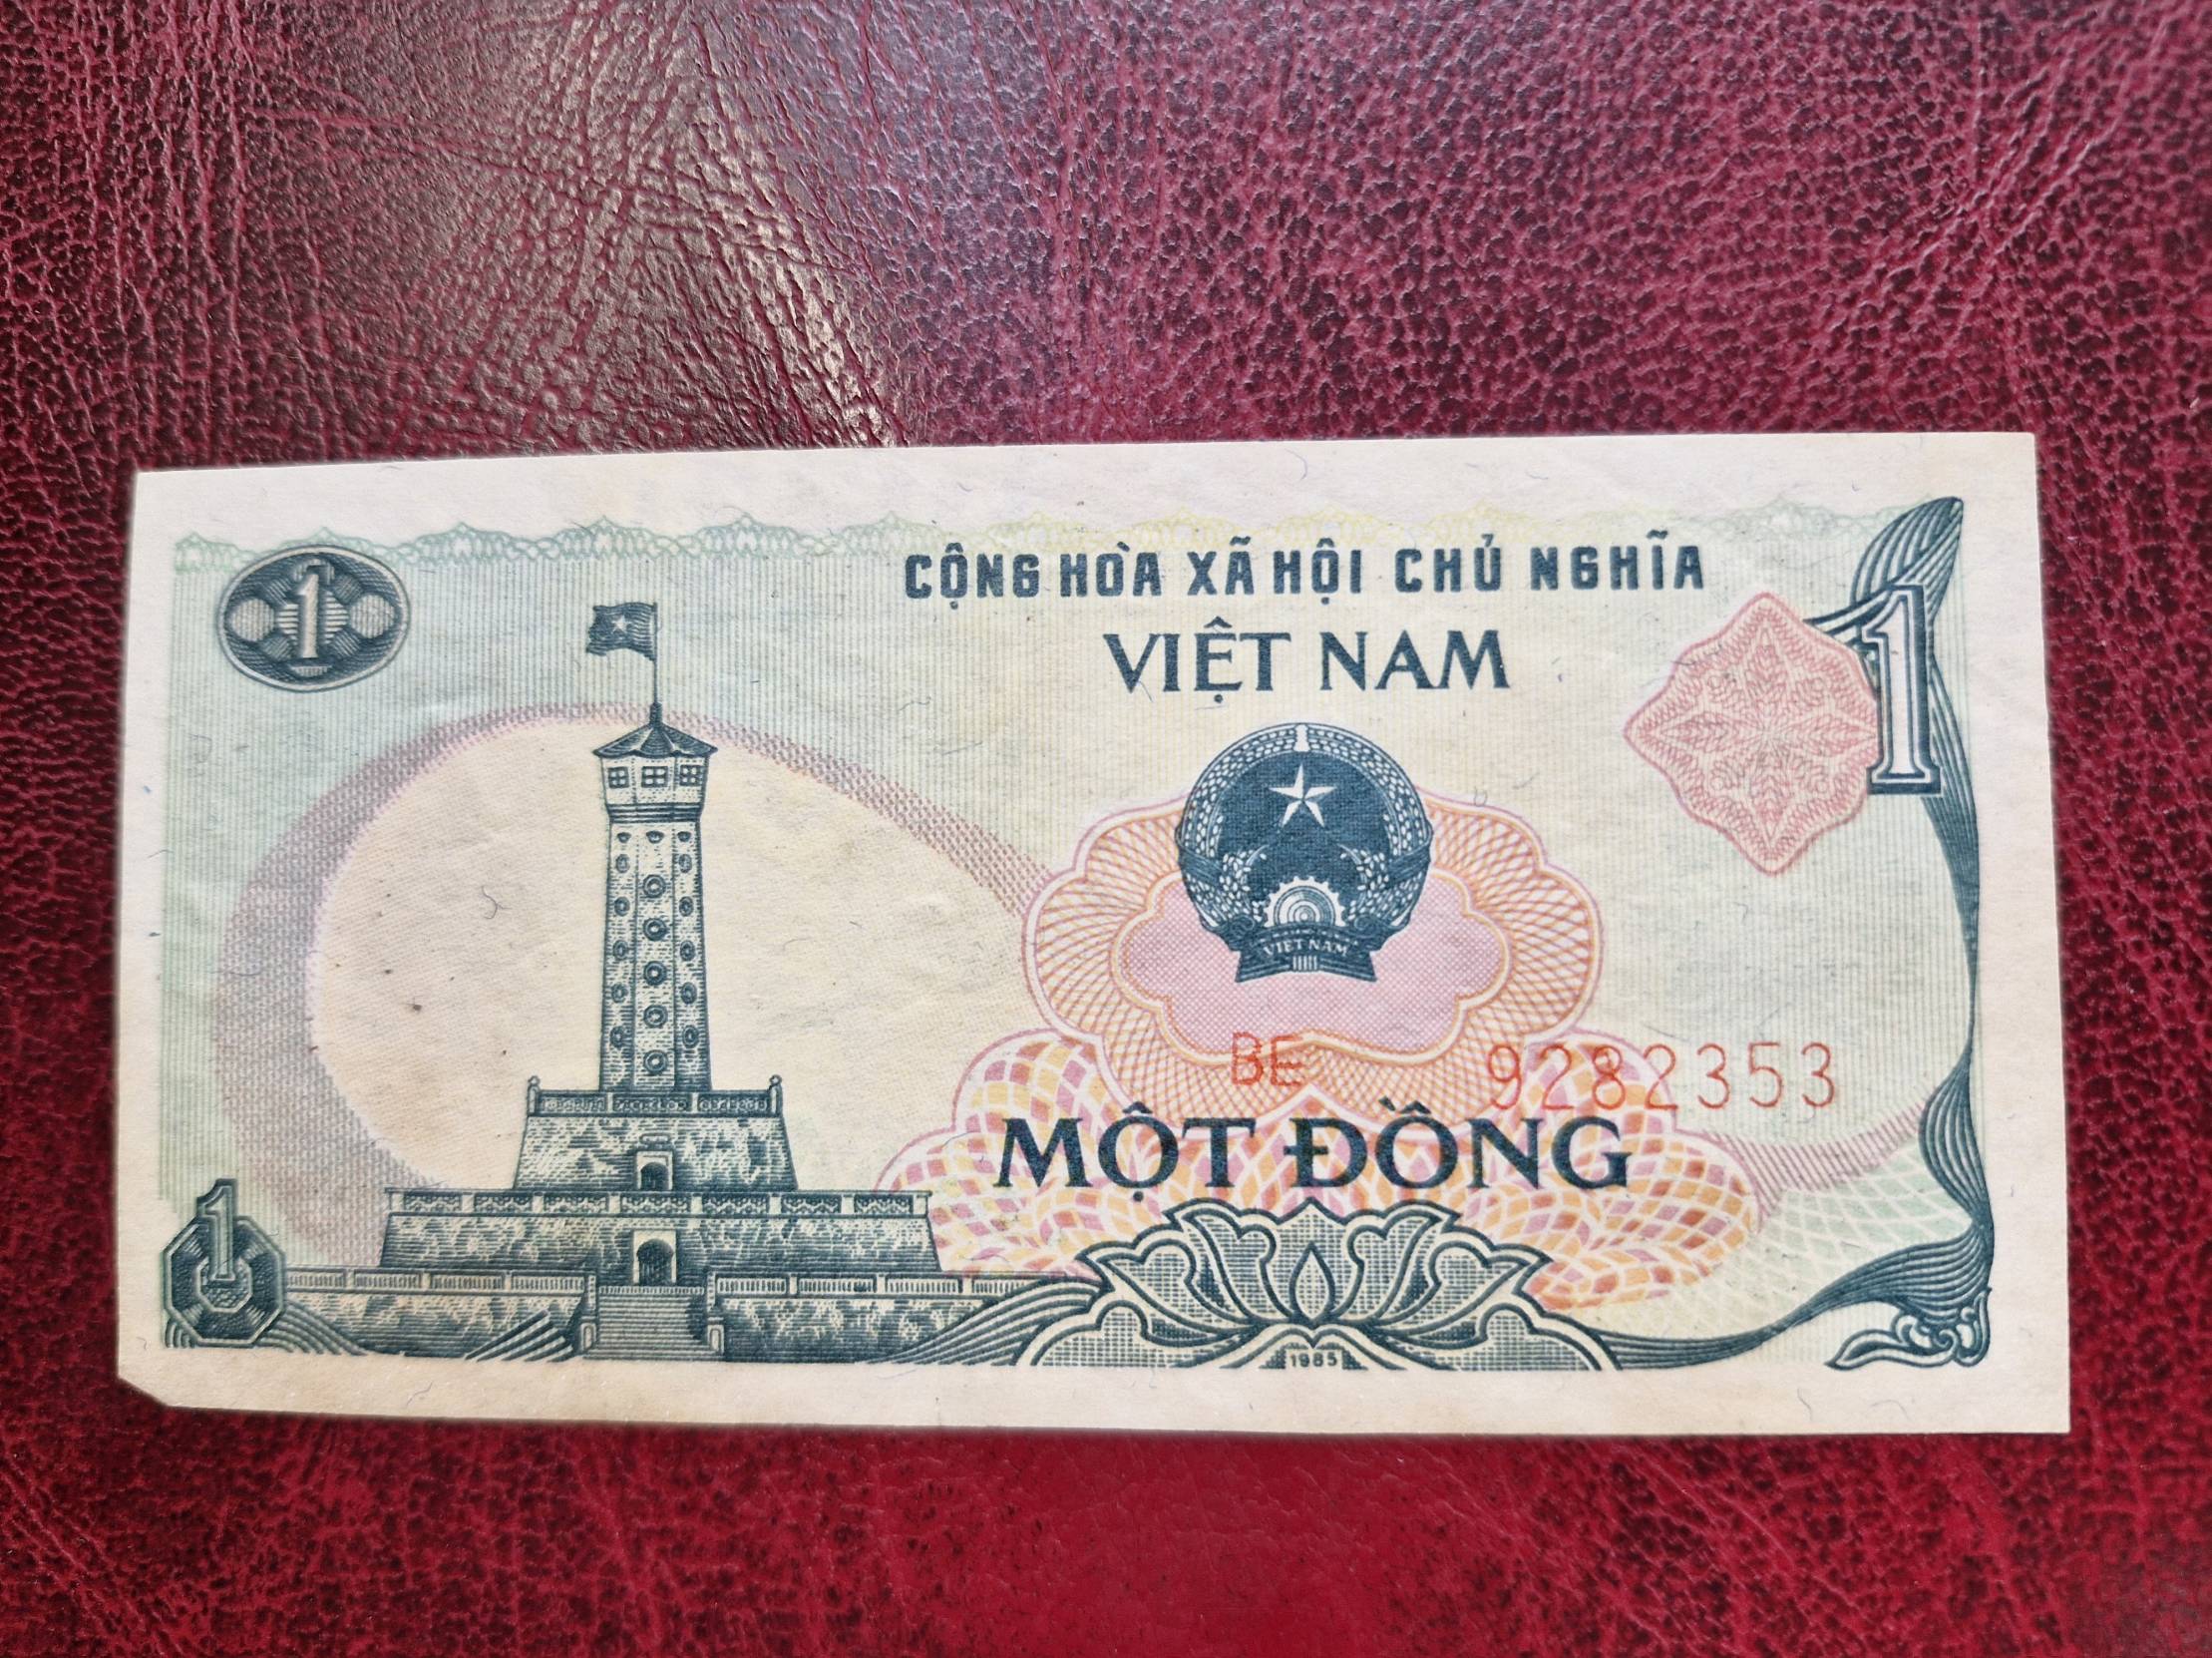 1
CỘNG HÒA XÃ HỘI CHỦ NGHĨA
VIỆT NAM
1
VIỆT NAM
BE 9282353
MỘT ĐỒNG
1
1985